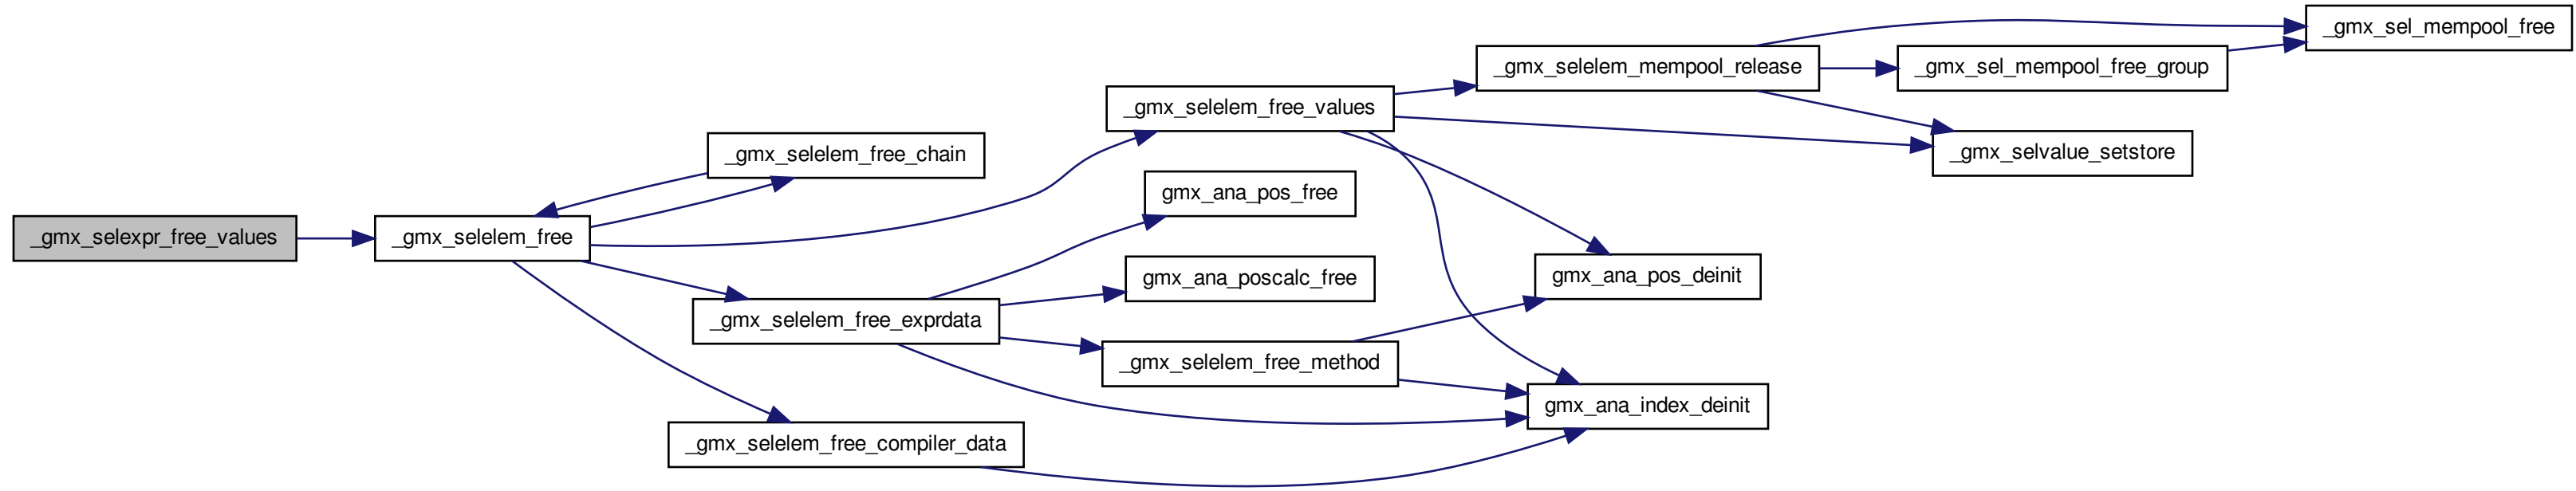 _gmx_selexpr_free_values
_gmx_selelem_free
_gmx_selelem_free_chain
_gmx_selelem_free_exprdata
_gmx_selelem_free_compiler_data
_gmx_selelem_free_values
gmx_ana_pos_free
gmx_ana_poscalc_free
_gmx_selelem_free_method
_gmx_selelem_mempool_release
gmx_ana_pos_deinit
gmx_ana_index_deinit
_gmx_sel_mempool_free_group
_gmx_selvalue_setstore
_gmx_sel_mempool_free